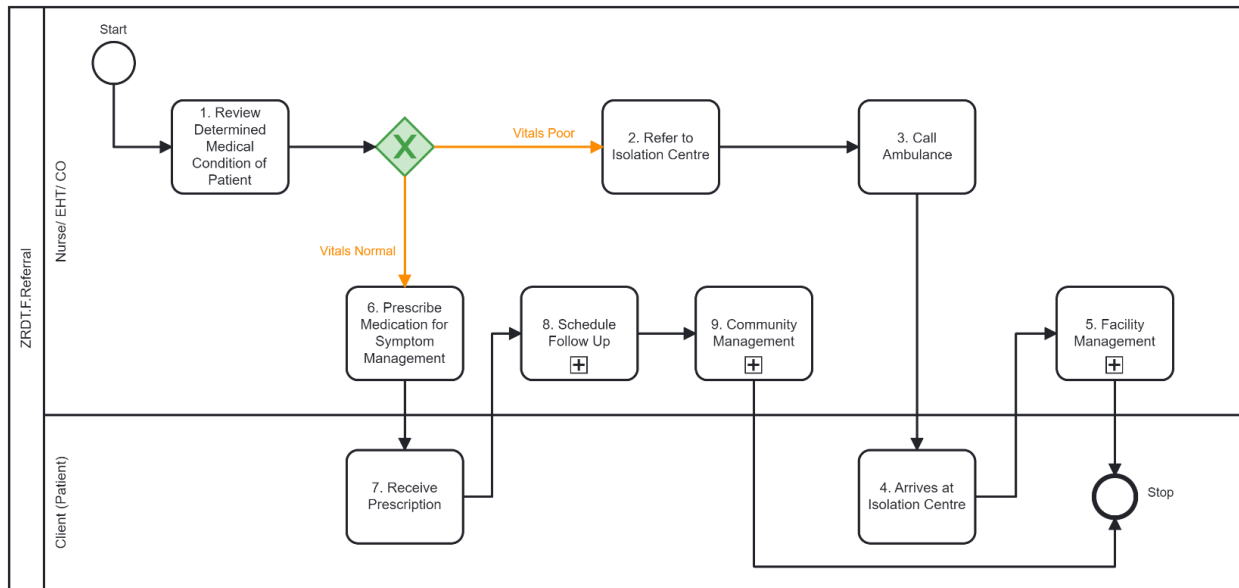 ZRDT.F.Referral
Nurse/ EHT/ CO
Start
1. Review
Determined
Medical
Condition of
Patient
X
Vitals Poor
2. Refer to
Isolation Centre
3. Call
Ambulance
Vitals Normal
6. Prescribe
Medication for
Symptom
Management
8. Schedule
Follow Up
9. Community
Management
5. Facility
Management
Client (Patient)
7. Receive
Prescription
4. Arrives at
Isolation Centre
Stop